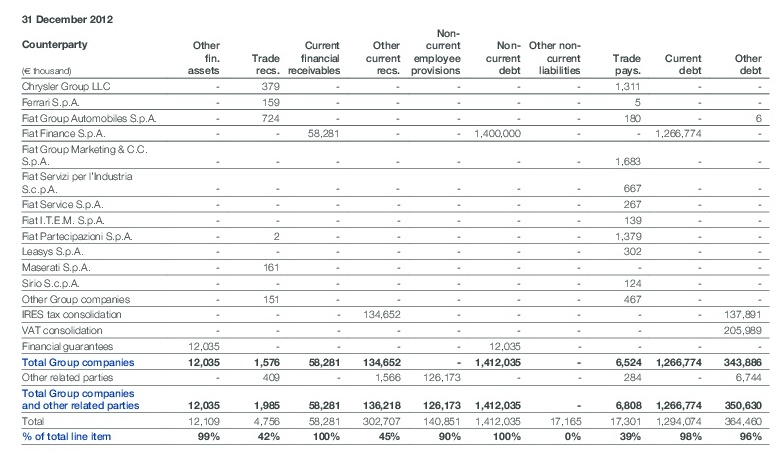 31 December 2012
Counterparty Other fin. assets Trade recs. Current financial receivables Other current recs. Non-current employee provisions Non-current debt Other non-current liabilities Trade pays. Current debt Other debt
(€ thousand)
Chrysler Group LLC - 379 - - - - - 1,311 - -
Ferrari S.p.A. - 159 - - - - - 5 - -
Fiat Group Automobiles S.p.A. - 724 - - - - - 180 - 6
Fiat Finance S.p.A. - - 58,281 - - 1,400,000 - - 1,266,774 -
Fiat Group Marketing & C.C.
S.p.A. - - - - - - - 1,683 - -
Fiat Servizi per l'Industria
S.c.p.A. - - - - - - - 667 - -
Fiat Service S.p.A. - - - - - - - 267 - -
Fiat I.T.E.M. S.p.A. - - - - - - - 139 - -
Fiat Partecipazioni S.p.A. - 2 - - - - - 1,379 - -
Leasys S.p.A. - - - - - - - 302 - -
Maserati S.p.A. - 161 - - - - - - - -
Sirio S.c.p.A. - - - - - - - 124 - -
Other Group companies - 151 - - - - - 467 - -
IRES tax consolidation - - - 134,652 - - - - - 137,891
VAT consolidation - - - - - - - - - 205,989
Financial guarantees 12,035 - - - - 12,035 - - - -
Total Group companies 12,035 1,576 58,281 134,652 - 1,412,035 - 6,524 1,266,774 343,886
Other related parties - 409 - 1,566 126,173 - - 284 - 6,744
Total Group companies
and other related parties 12,035 1,985 58,281 136,218 126,173 1,412,035 - 6,808 1,266,774 350,630
Total 12,109 4,756 58,281 302,707 140,851 1,412,035 17,165 17,301 1,294,074 364,460
% of total line item 99% 42% 100% 45% 90% 100% 0% 39% 98% 96%